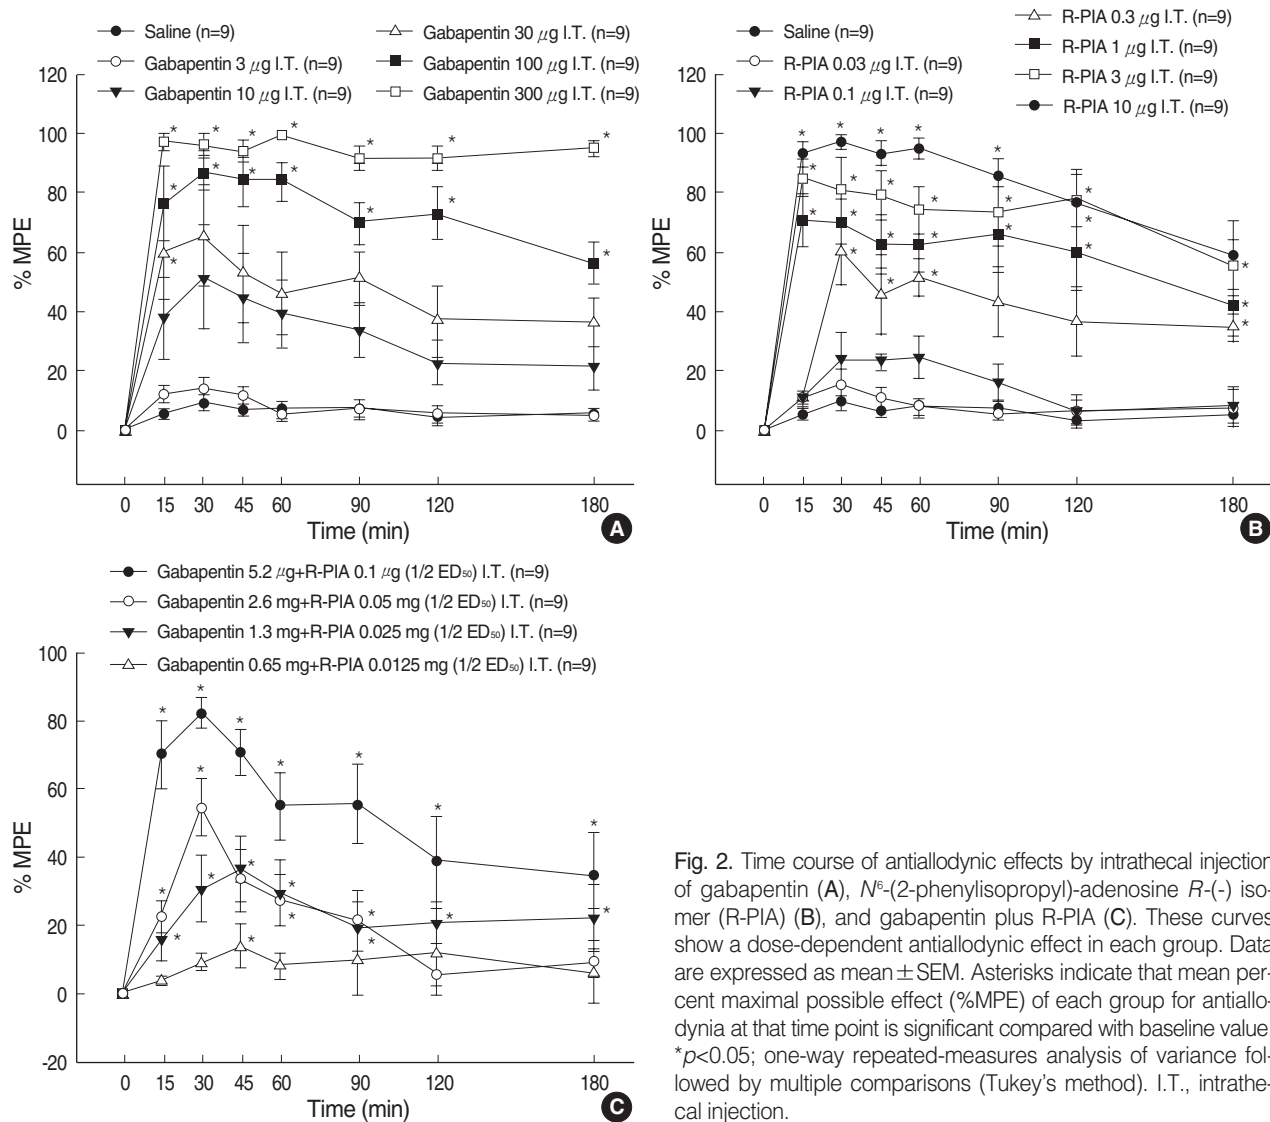 Saline (n=9)
Gabapentin 3 μg I.T. (n=9)
Gabapentin 10 μg I.T. (n=9)
Gabapentin 30 μg I.T. (n=9)
Gabapentin 100 μg I.T. (n=9)
Gabapentin 300 μg I.T. (n=9)
120
100
80
60
40
20
0
% MPE
* * * * * * *
* * * * * *
*
0 15 30 45 60 90 120 180
Time (min)
A
Saline (n=9)
R-PIA 0.03 μg I.T. (n=9)
R-PIA 0.1 μg I.T. (n=9)
R-PIA 0.3 μg I.T. (n=9)
R-PIA 1 μg I.T. (n=9)
R-PIA 3 μg I.T. (n=9)
R-PIA 10 μg I.T. (n=9)
120
100
80
60
40
20
0
% MPE
0 15 30 45 60 90 120 180
Time (min)
B
Gabapentin 5.2 μg+R-PIA 0.1 μg (1/2 ED₅₀) I.T. (n=9)
Gabapentin 2.6 mg+R-PIA 0.05 mg (1/2 ED₅₀) I.T. (n=9)
Gabapentin 1.3 mg+R-PIA 0.025 mg (1/2 ED₅₀) I.T. (n=9)
Gabapentin 0.65 mg+R-PIA 0.0125 mg (1/2 ED₅₀) I.T. (n=9)
100
80
60
40
20
0
-20
% MPE
0 15 30 45 60 90 120 180
Time (min)
C
Fig. 2. Time course of antiallodynic effects by intrathecal injection
of gabapentin (A), N⁶-(2-phenylisopropyl)-adenosine R-(-) iso-
mer (R-PIA) (B), and gabapentin plus R-PIA (C). These curves
show a dose-dependent antiallodynic effect in each group. Data
are expressed as mean±SEM. Asterisks indicate that mean per-
cent maximal possible effect (%MPE) of each group for antiallo-
dynia at that time point is significant compared with baseline value
*p<0.05; one-way repeated-measures analysis of variance fol-
lowed by multiple comparisons (Tukey's method). I.T., intrathe-
cal injection.